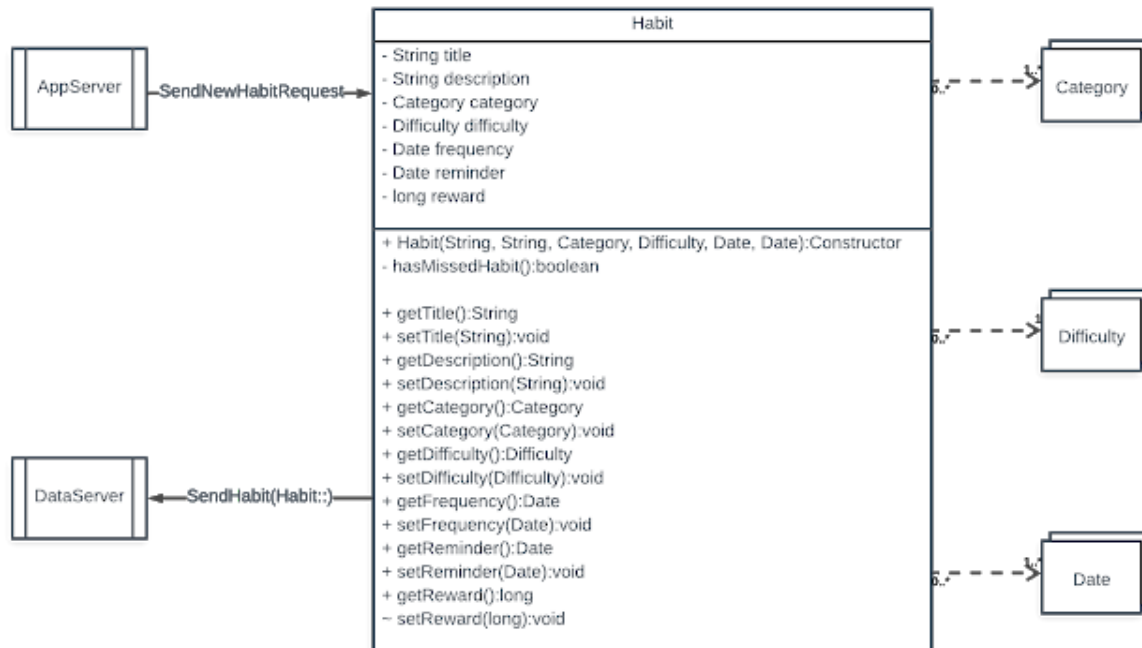 Habit
- String title
- String description
- Category category
- Difficulty difficulty
- Date frequency
- Date reminder
- long reward
+ Habit(String, String, Category, Difficulty, Date, Date):Constructor
- hasMissedHabit():boolean
+ getTitle():String
+ setTitle(String):void
+ getDescription():String
+ setDescription(String):void
+ getCategory():Category
+ setCategory(Category):void
+ getDifficulty():Difficulty
+ setDifficulty(Difficulty):void
+ getFrequency():Date
+ setFrequency(Date):void
+ getReminder():Date
+ setReminder(Date):void
+ getReward():long
~ setReward(long):void
AppServer
SendNewHabitRequest
DataServer
SendHabit(Habit::)
Category
Difficulty
1
Date